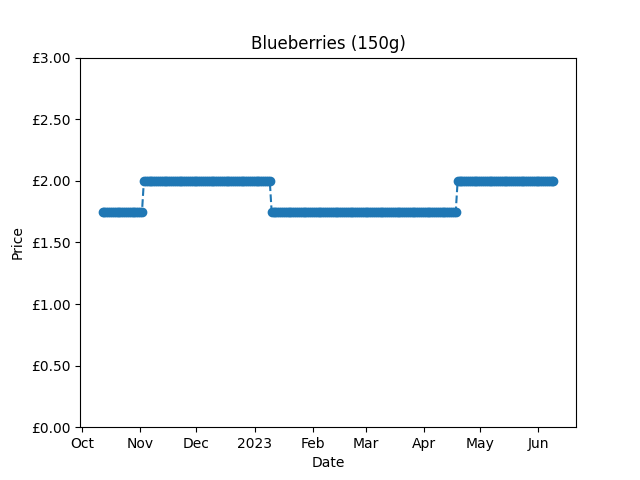 Blueberries (150g)
£3.00
£2.50
£2.00
£1.50
£1.00
£0.50
£0.00
Price
Oct Nov Dec 2023 Feb Mar Apr May Jun
Date